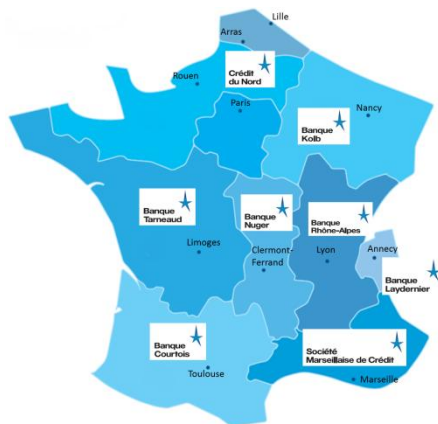 Lille
Arras
Crédit
du Nord
Rouen
Paris
Nancy
Banque
Kolb
Banque
Tarneaud
Banque
Nuger
Banque
Rhône-Alpes
Limoges
Clermont-
Ferrand
Lyon
Annecy
Banque
Laydernier
Banque
Courtois
Société
Marseillaise de Crédit
Toulouse
Marseille